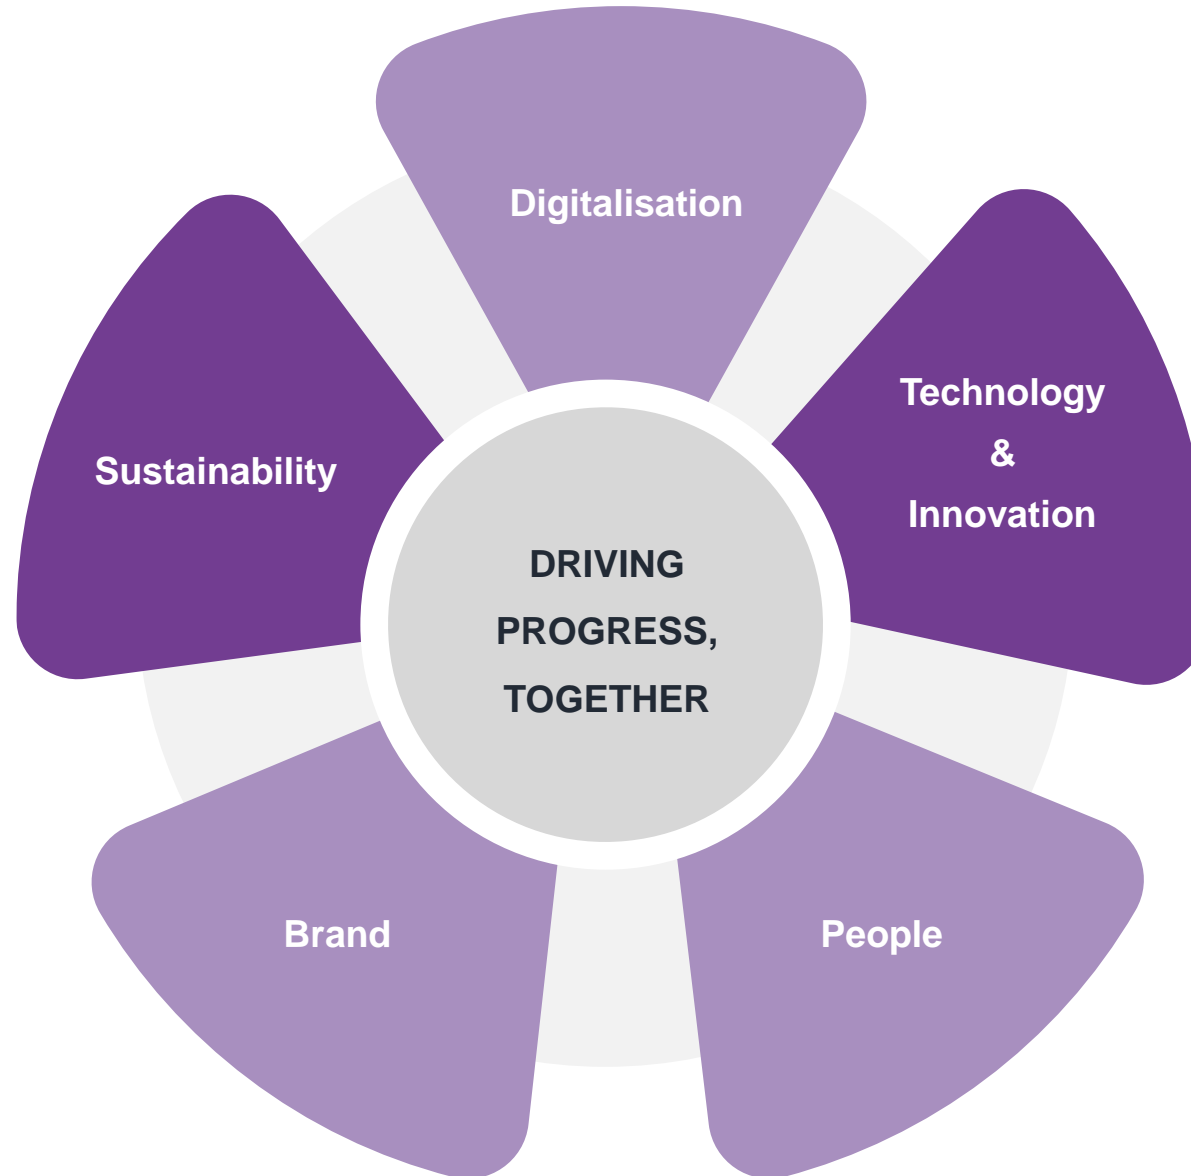 Digitalisation
Technology
&
Innovation
Sustainability
DRIVING
PROGRESS,
TOGETHER
Brand
People